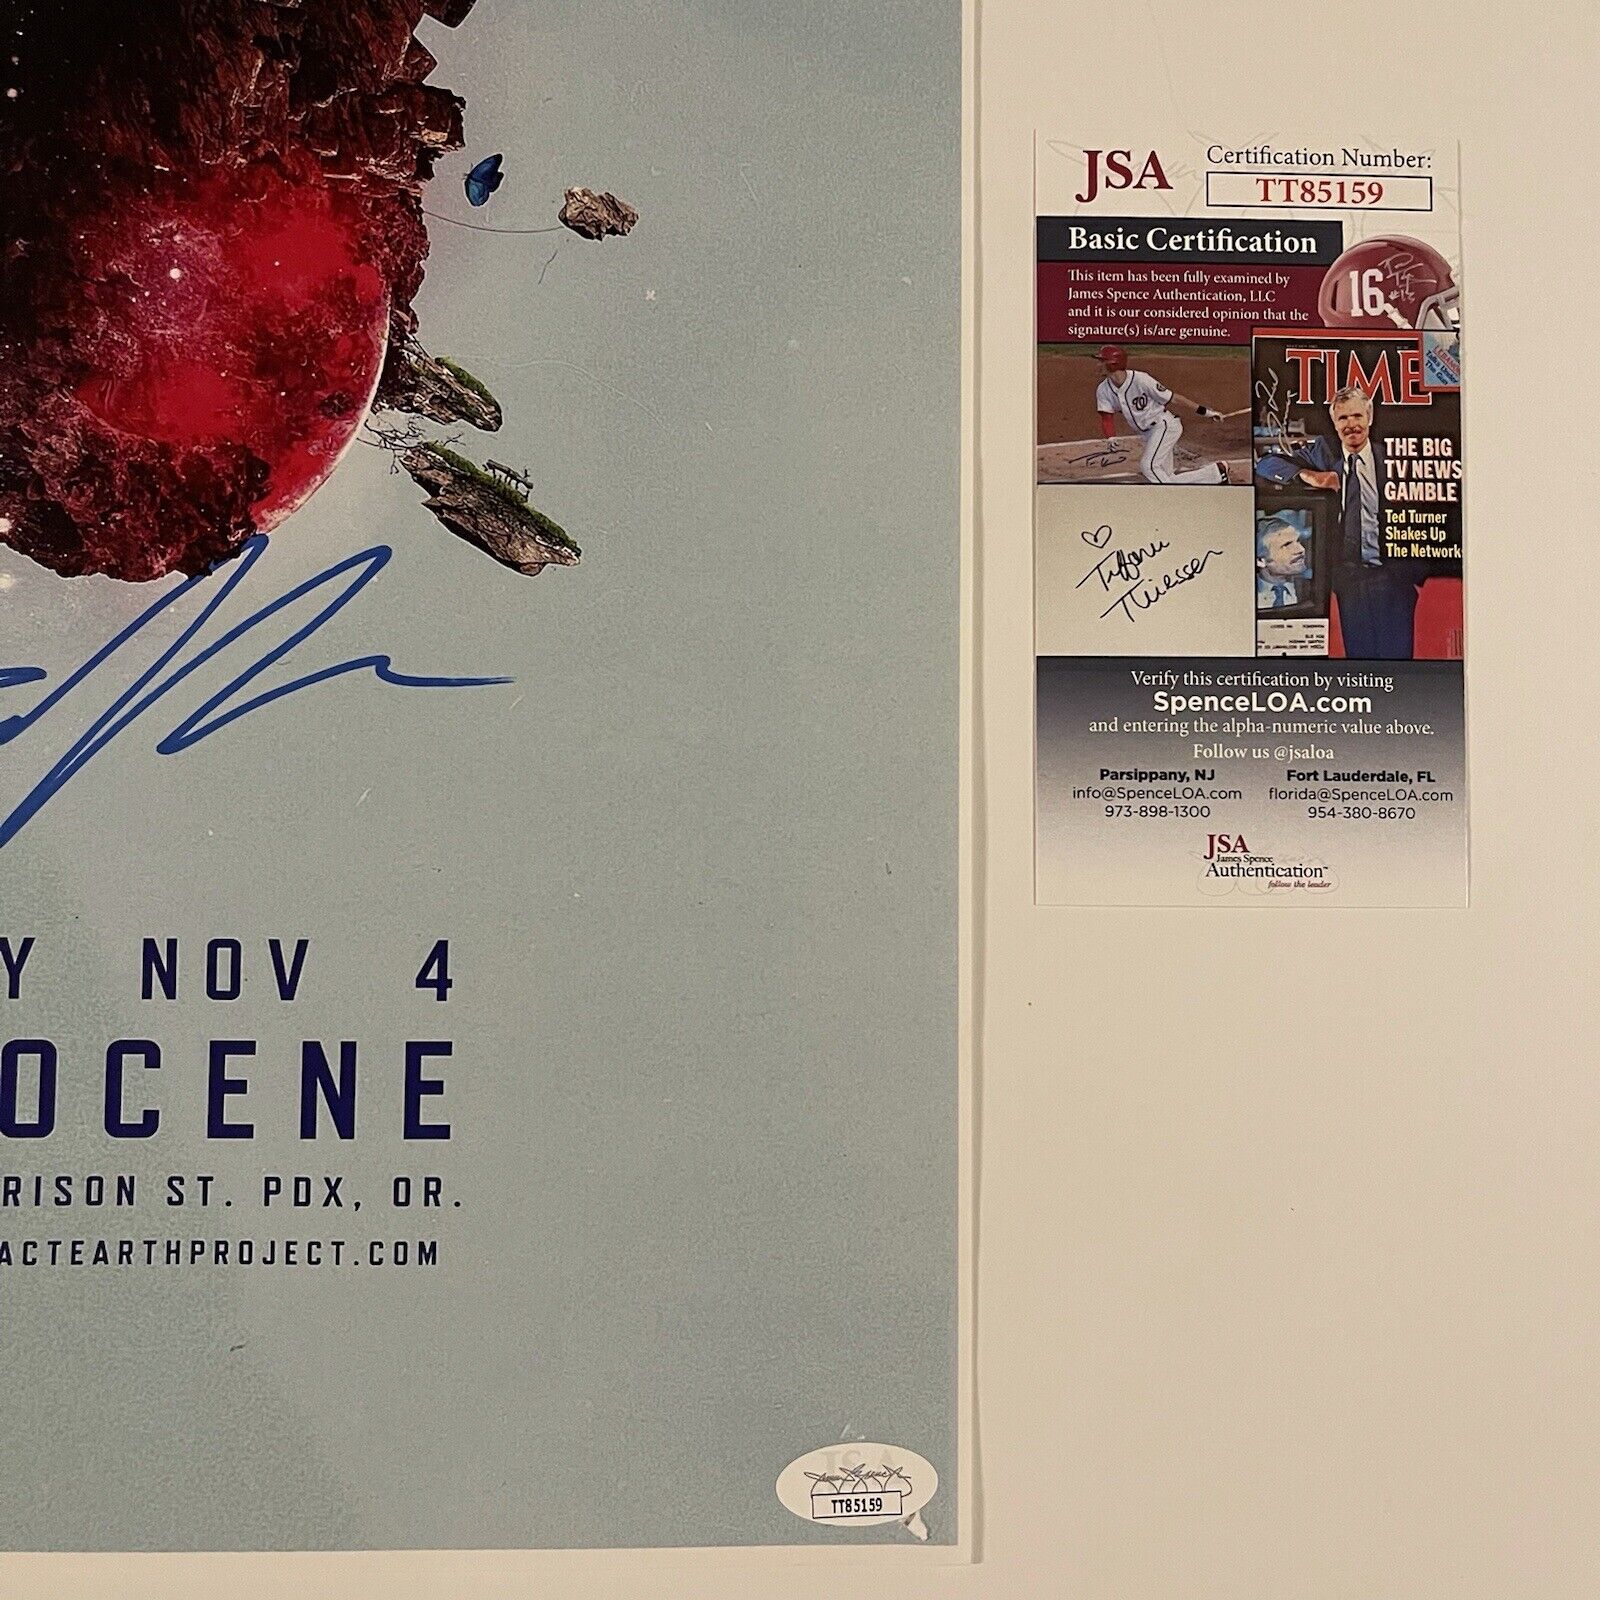 Y NOV 4
OCENE
RISON ST. PDX, OR.
ACTEARTHPROJECT.COM
JSA
TT85159
JSA
Certification Number:
TT85159
Basic Certification
This item has been fully examined by
James Spence Authentication, LLC
and it is our considered opinion that the
signature(s) is/are genuine.
16
TIME
THE BIG
TV NEWS
GAMBLE
Ted Turner
Shakes Up
The Network
Tiffani
Thiessen
Verify this certification by visiting
SpenceLOA.com
and entering the alpha-numeric value above.
Follow us @jsaloa
Parsippany, NJ
info@SpenceLOA.com
973-898-1300
Fort Lauderdale, FL
florida@SpenceLOA.com
954-380-8670
JSA
James Spence
Authentication™
follow the leader